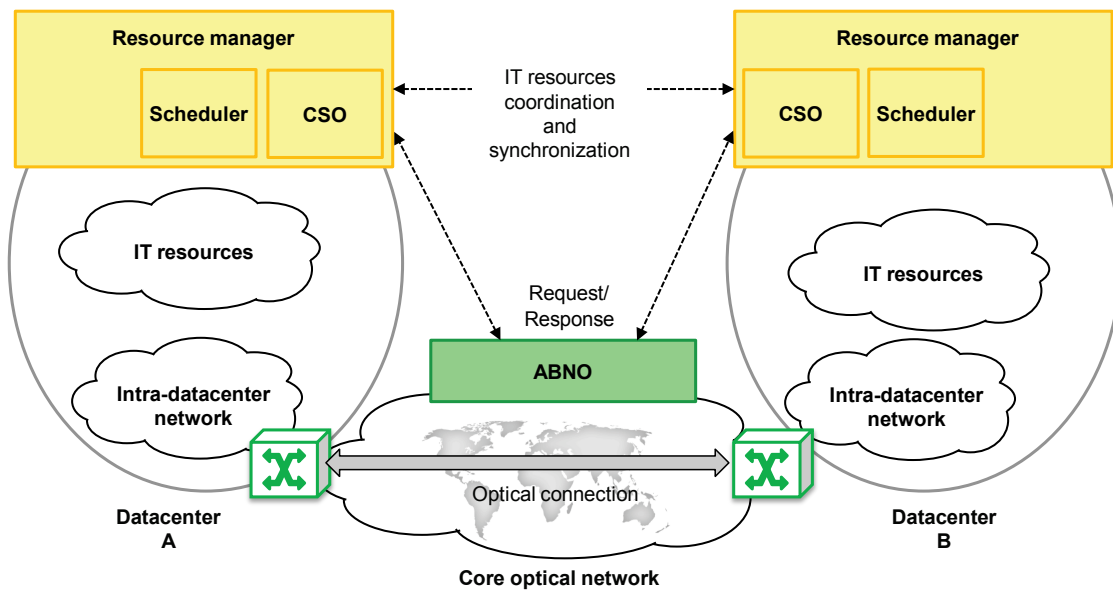 Resource manager
Scheduler
CSO
IT resources
coordination
and
synchronization
Resource manager
CSO
Scheduler
IT resources
IT resources
Request/
Response
ABNO
Intra-datacenter
network
Intra-datacenter
network
Optical connection
Datacenter
A
Datacenter
B
Core optical network